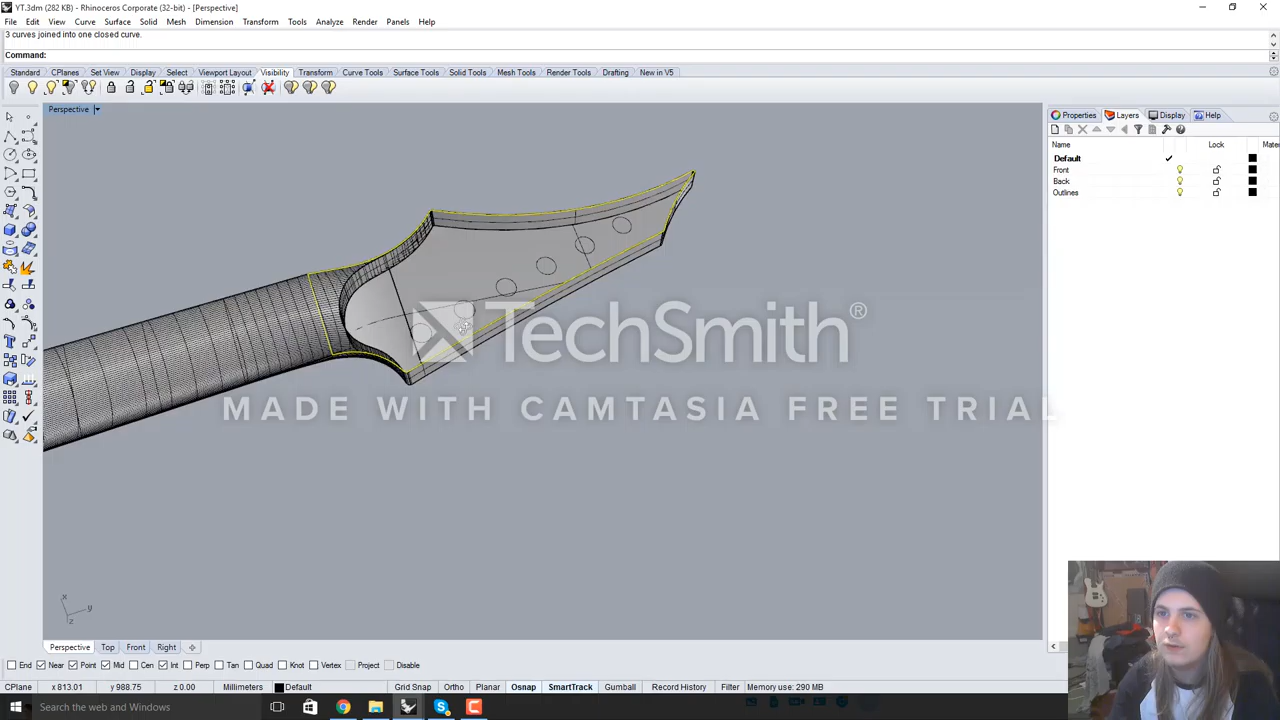 YT.3dm (282 KB) - Rhinoceros Corporate (32-bit) - [Perspective]
File Edit View Curve Surface Solid Mesh Dimension Transform Tools Analyze Render Panels Help
3 curves joined into one closed curve.
Command:
Standard CPlanes Set View Display Select Viewport Layout Visibility Transform Curve Tools Surface Tools Solid Tools Mesh Tools Render Tools Drafting New in V5
Perspective
Properties Layers Display Help
Name Lock Mate
Default
Front
Back
Outlines
TechSmith®
MADE WITH CAMTASIA FREE TRIAL
x
y
z
Perspective Top Front Right
End Near Point Mid Cen Int Perp Tan Quad Knot Vertex Project Disable
CPlane x 813.01 y 988.75 z 0.00 Millimeters Default Grid Snap Ortho Planar Osnap SmartTrack Gumball Record History Filter Memory use: 290 MB
Search the web and Windows